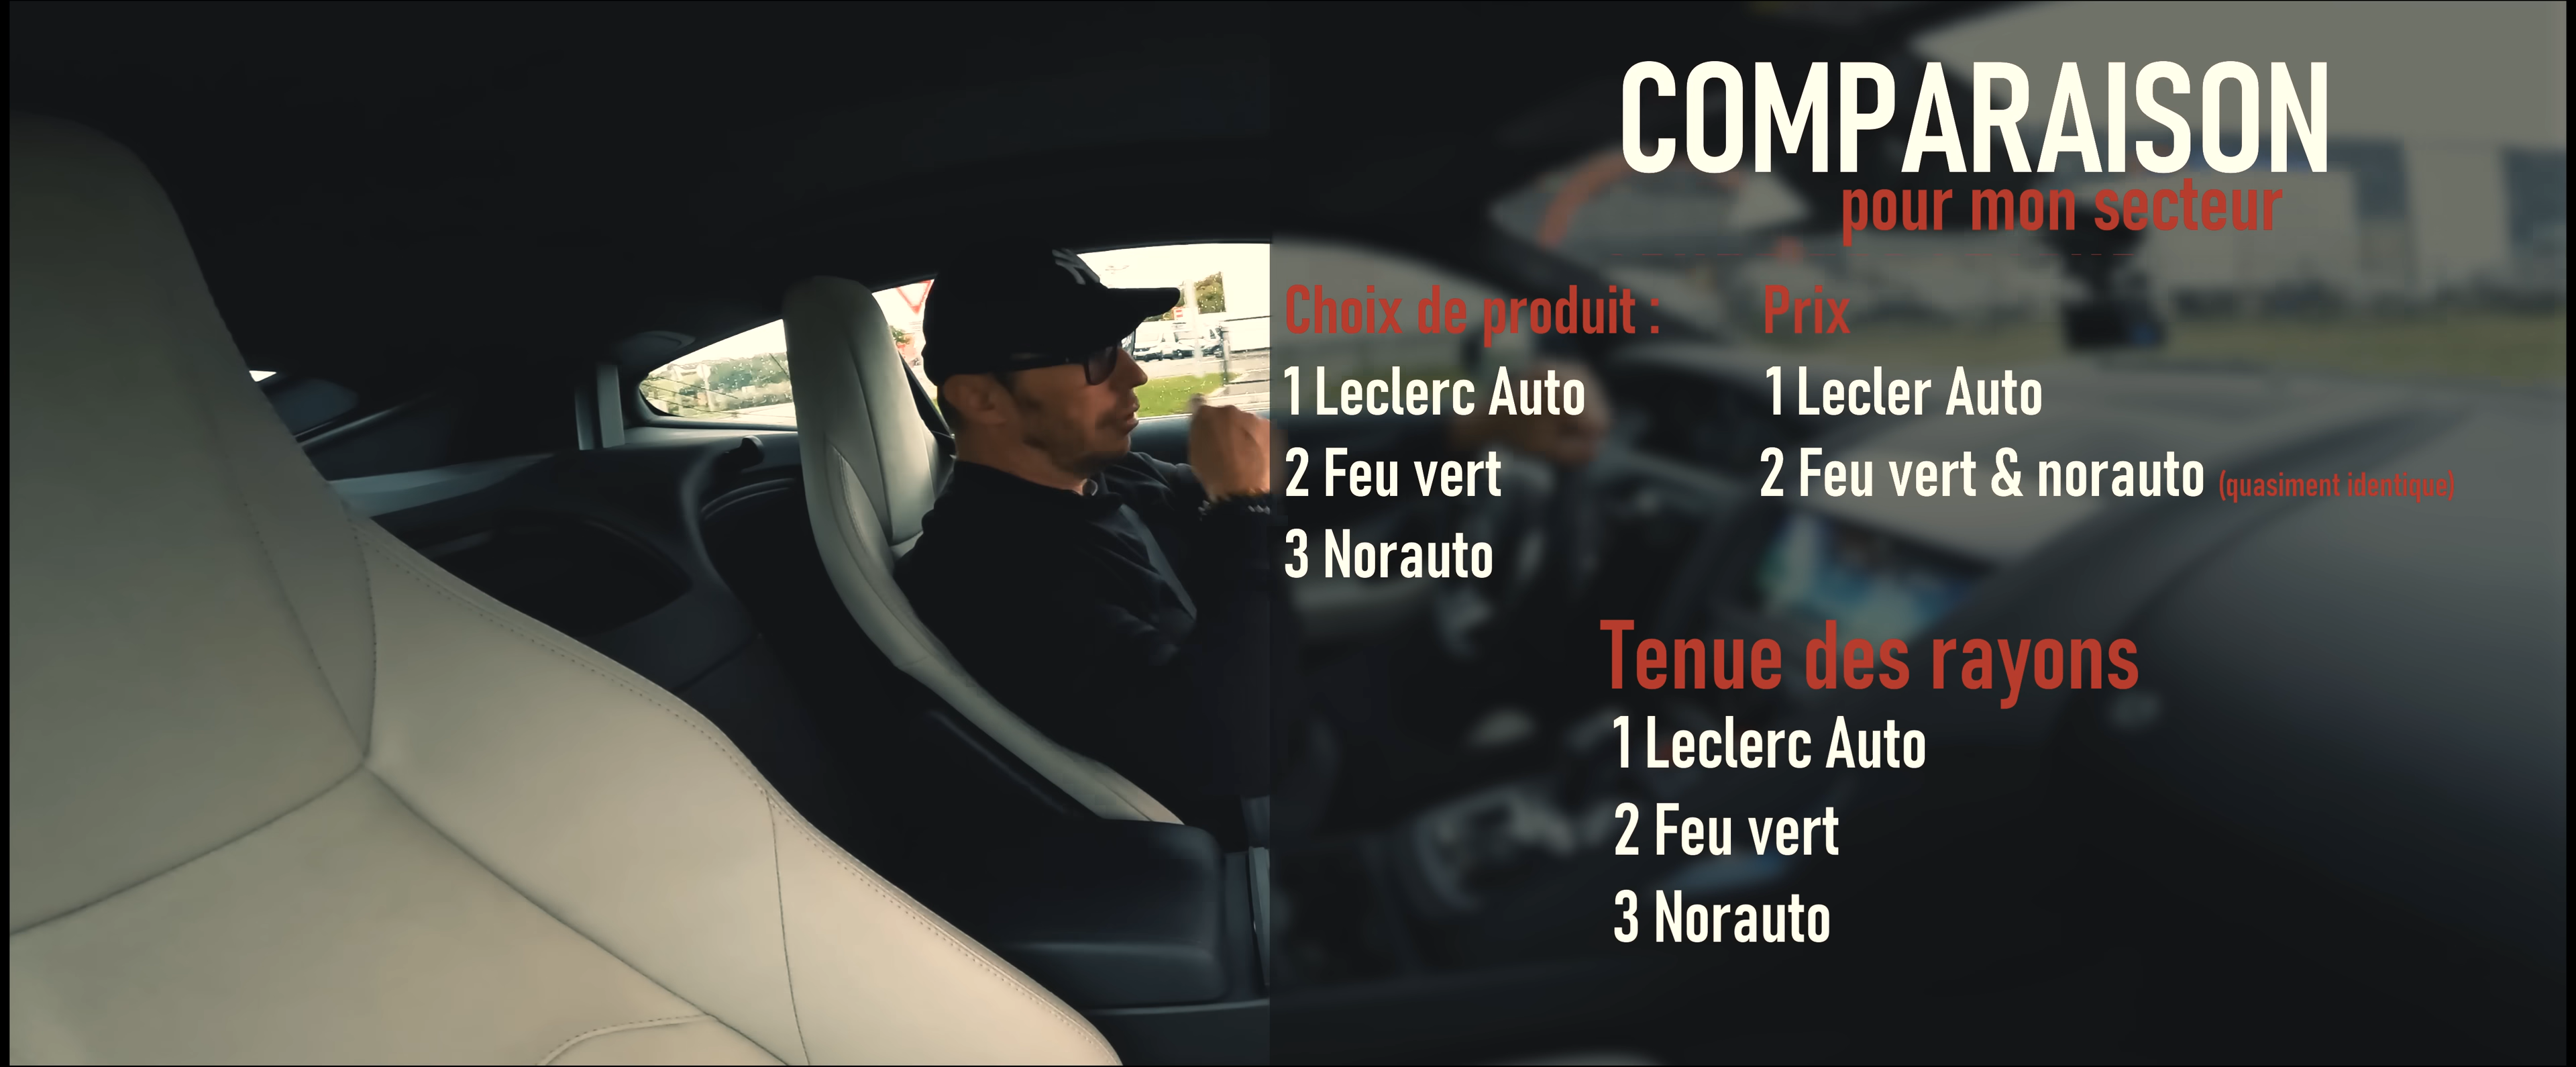 COMPARAISON
pour mon secteur
Choix de produit :
1 Leclerc Auto
2 Feu vert
3 Norauto
Prix
1 Lecler Auto
2 Feu vert & norauto (quasiment identique)
Tenue des rayons
1 Leclerc Auto
2 Feu vert
3 Norauto